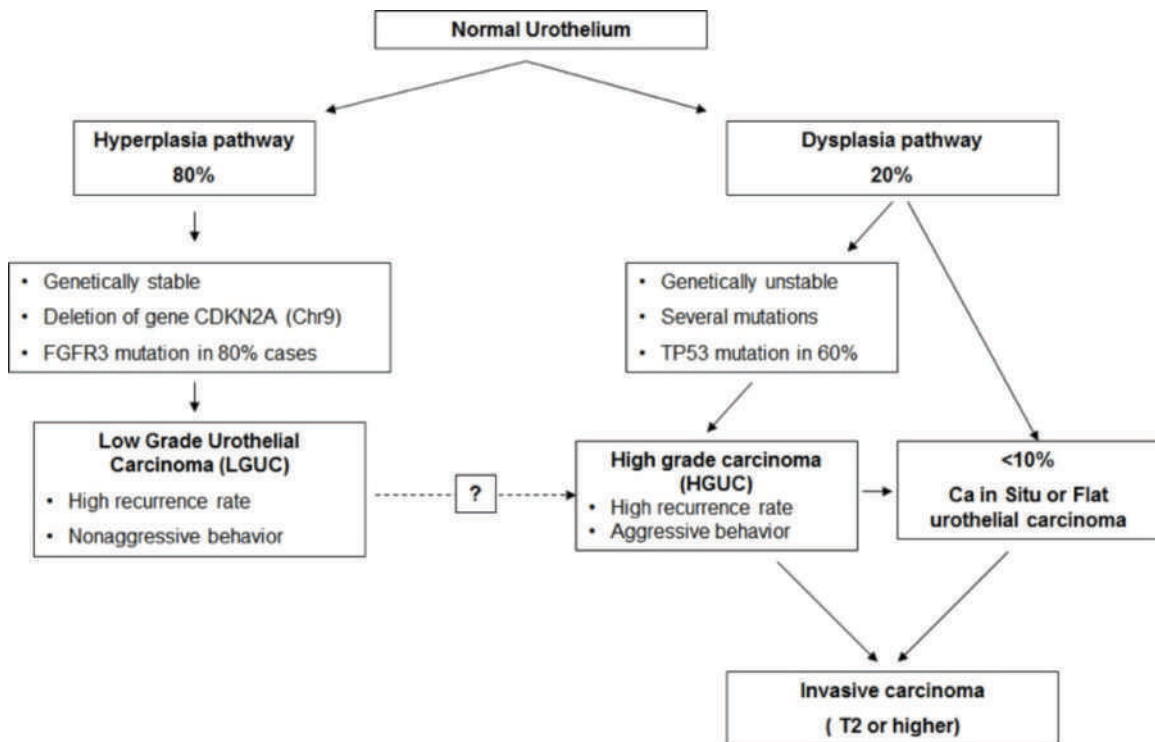 Normal Urothelium
Hyperplasia pathway
80%
Dysplasia pathway
20%
• Genetically stable
• Deletion of gene CDKN2A (Chr9)
• FGFR3 mutation in 80% cases
• Genetically unstable
• Several mutations
• TP53 mutation in 60%
Low Grade Urothelial
Carcinoma (LGUC)
• High recurrence rate
• Nonaggressive behavior
?
High grade carcinoma
(HGUC)
• High recurrence rate
• Aggressive behavior
<10%
Ca in Situ or Flat
urothelial carcinoma
Invasive carcinoma
( T2 or higher)